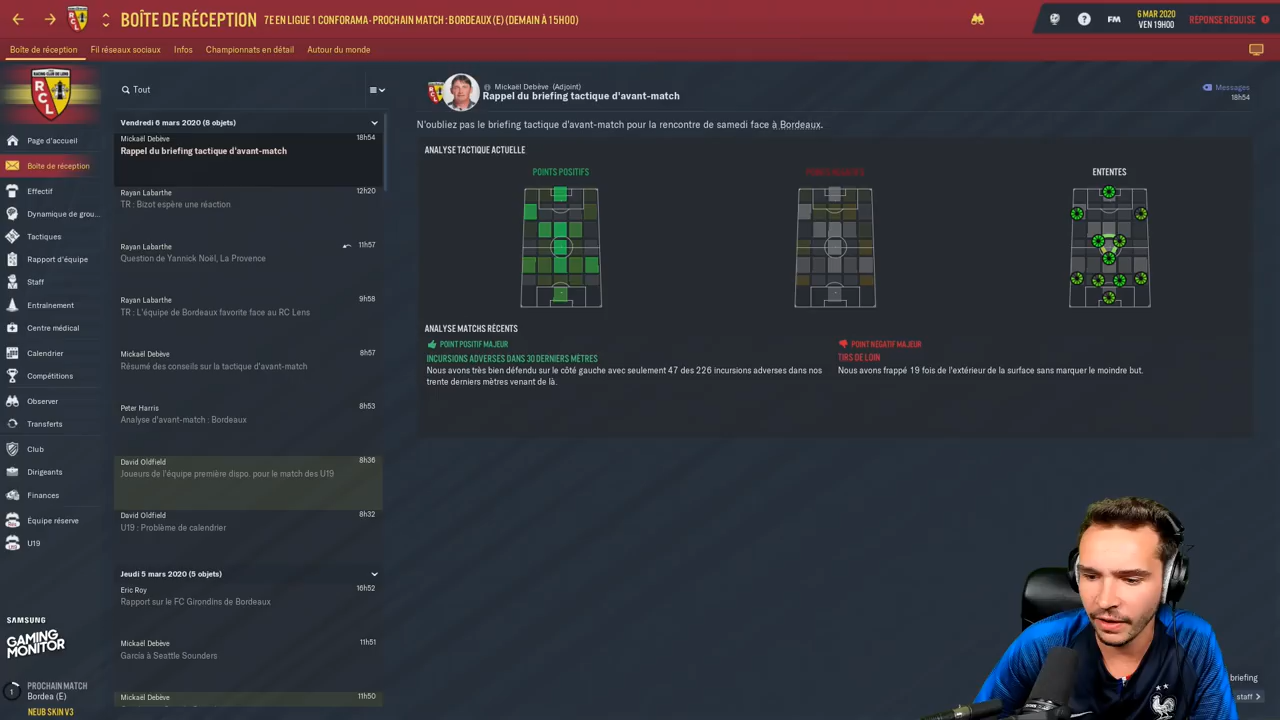 BOÎTE DE RÉCEPTION
7E EN LIGUE 1 CONFORAMA - PROCHAIN MATCH : BORDEAUX (E) (DEMAIN À 15H00)
FM
6 MAR 2020
VEN 19H00
RÉPONSE REQUISE
Boîte de réception
Fil réseaux sociaux
Infos
Championnats en détail
Autour du monde
RCL
Page d'accueil
Boîte de réception
Effectif
Dynamique de grou...
Tactiques
Rapport d'équipe
Staff
Entraînement
Centre médical
Calendrier
Compétitions
Observer
Transferts
Club
Dirigeants
Finances
Équipe réserve
U19
SAMSUNG
GAMING
MONITOR
1
PROCHAIN MATCH
Bordea (E)
NEUB SKIN V3
Tout
Vendredi 6 mars 2020 (8 objets)
Mickaël Debève 18h54
Rappel du briefing tactique d'avant-match
Rayan Labarthe 12h20
TR : Bizot espère une réaction
Rayan Labarthe 11h57
Question de Yannick Noël, La Provence
Rayan Labarthe 9h58
TR : L'équipe de Bordeaux favorite face au RC Lens
Mickaël Debève 8h57
Résumé des conseils sur la tactique d'avant-match
Peter Harris 8h53
Analyse d'avant-match : Bordeaux
David Oldfield 8h36
Joueurs de l'équipe première dispo. pour le match des U19
David Oldfield 8h32
U19 : Problème de calendrier
Jeudi 5 mars 2020 (5 objets)
Eric Roy 16h52
Rapport sur le FC Girondins de Bordeaux
Mickaël Debève 11h51
García à Seattle Sounders
Mickaël Debève 11h50
Mickaël Debève (Adjoint)
Rappel du briefing tactique d'avant-match
Messages
18h54
N'oubliez pas le briefing tactique d'avant-match pour la rencontre de samedi face à Bordeaux.
ANALYSE TACTIQUE ACTUELLE
POINTS POSITIFS
POINTS NÉGATIFS
ENTENTES
ANALYSE MATCHS RÉCENTS
POINT POSITIF MAJEUR
INCURSIONS ADVERSES DANS 30 DERNIERS MÈTRES
Nous avons très bien défendu sur le côté gauche avec seulement 47 des 226 incursions adverses dans nos
trente derniers mètres venant de là.
POINT NÉGATIF MAJEUR
TIRS DE LOIN
Nous avons frappé 19 fois de l'extérieur de la surface sans marquer le moindre but.
briefing
staff